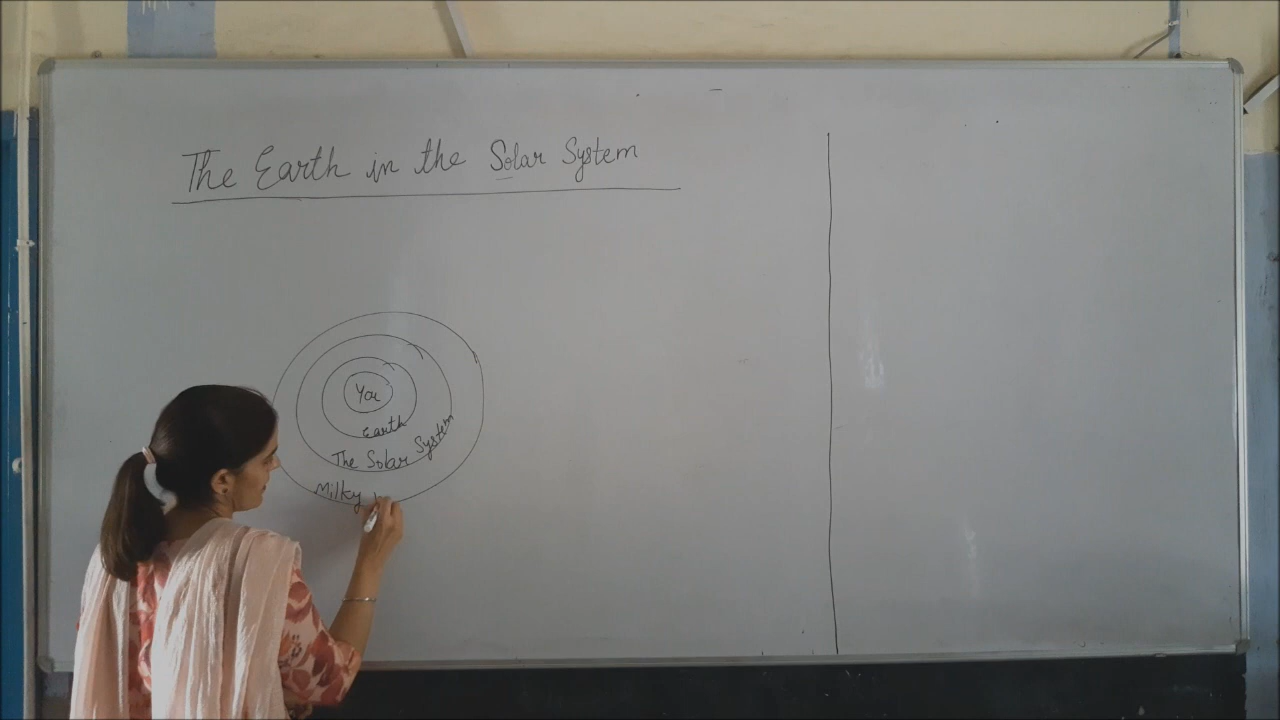 The Earth in the Solar System
You
Earth
The Solar System
Milky